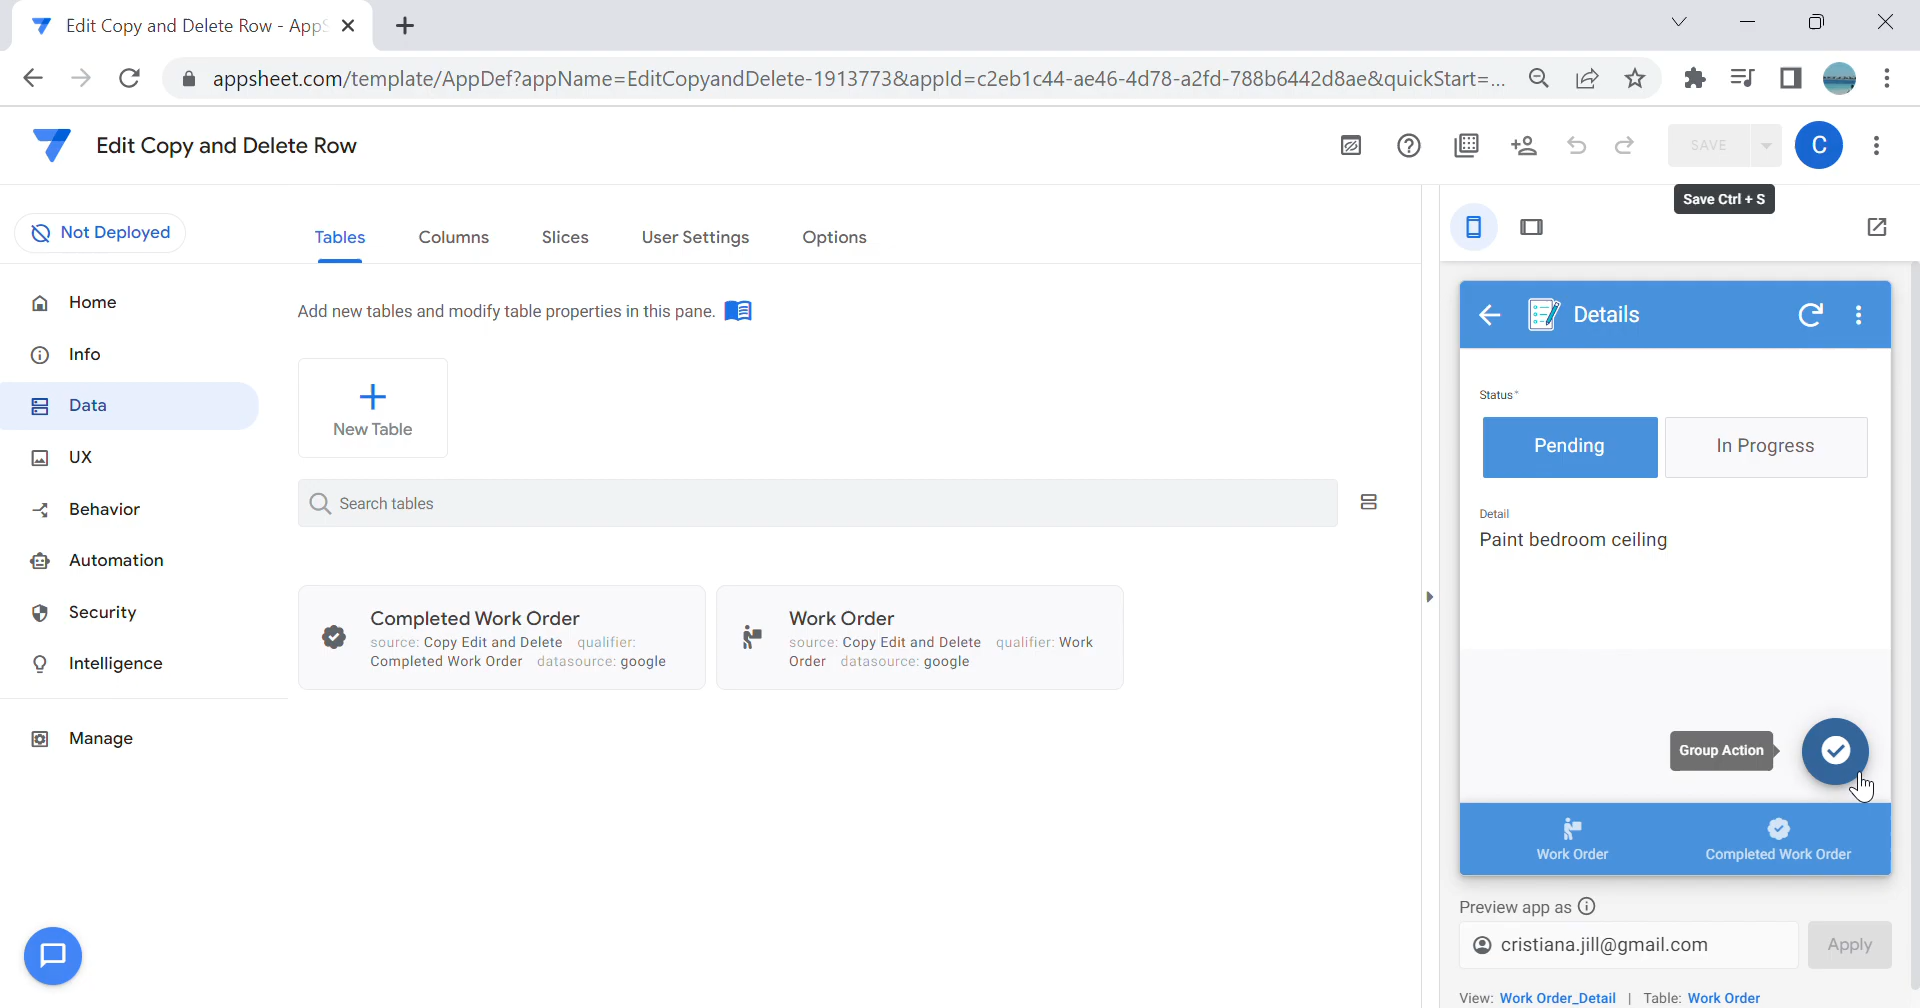 Edit Copy and Delete Row - AppS
appsheet.com/template/AppDef?appName=EditCopyandDelete-1913773&appId=c2eb1c44-ae46-4d78-a2fd-788b6442d8ae&quickStart=...
Edit Copy and Delete Row
SAVE
C
Save Ctrl + S
Not Deployed
Tables
Columns
Slices
User Settings
Options
Home
Info
Data
UX
Behavior
Automation
Security
Intelligence
Manage
Add new tables and modify table properties in this pane.
New Table
Search tables
Completed Work Order
source: Copy Edit and Delete qualifier:
Completed Work Order datasource: google
Work Order
source: Copy Edit and Delete qualifier: Work
Order datasource: google
Details
Status*
Pending
In Progress
Detail
Paint bedroom ceiling
Group Action
Work Order
Completed Work Order
Preview app as
cristiana.jill@gmail.com
Apply
View: Work Order_Detail | Table: Work Order